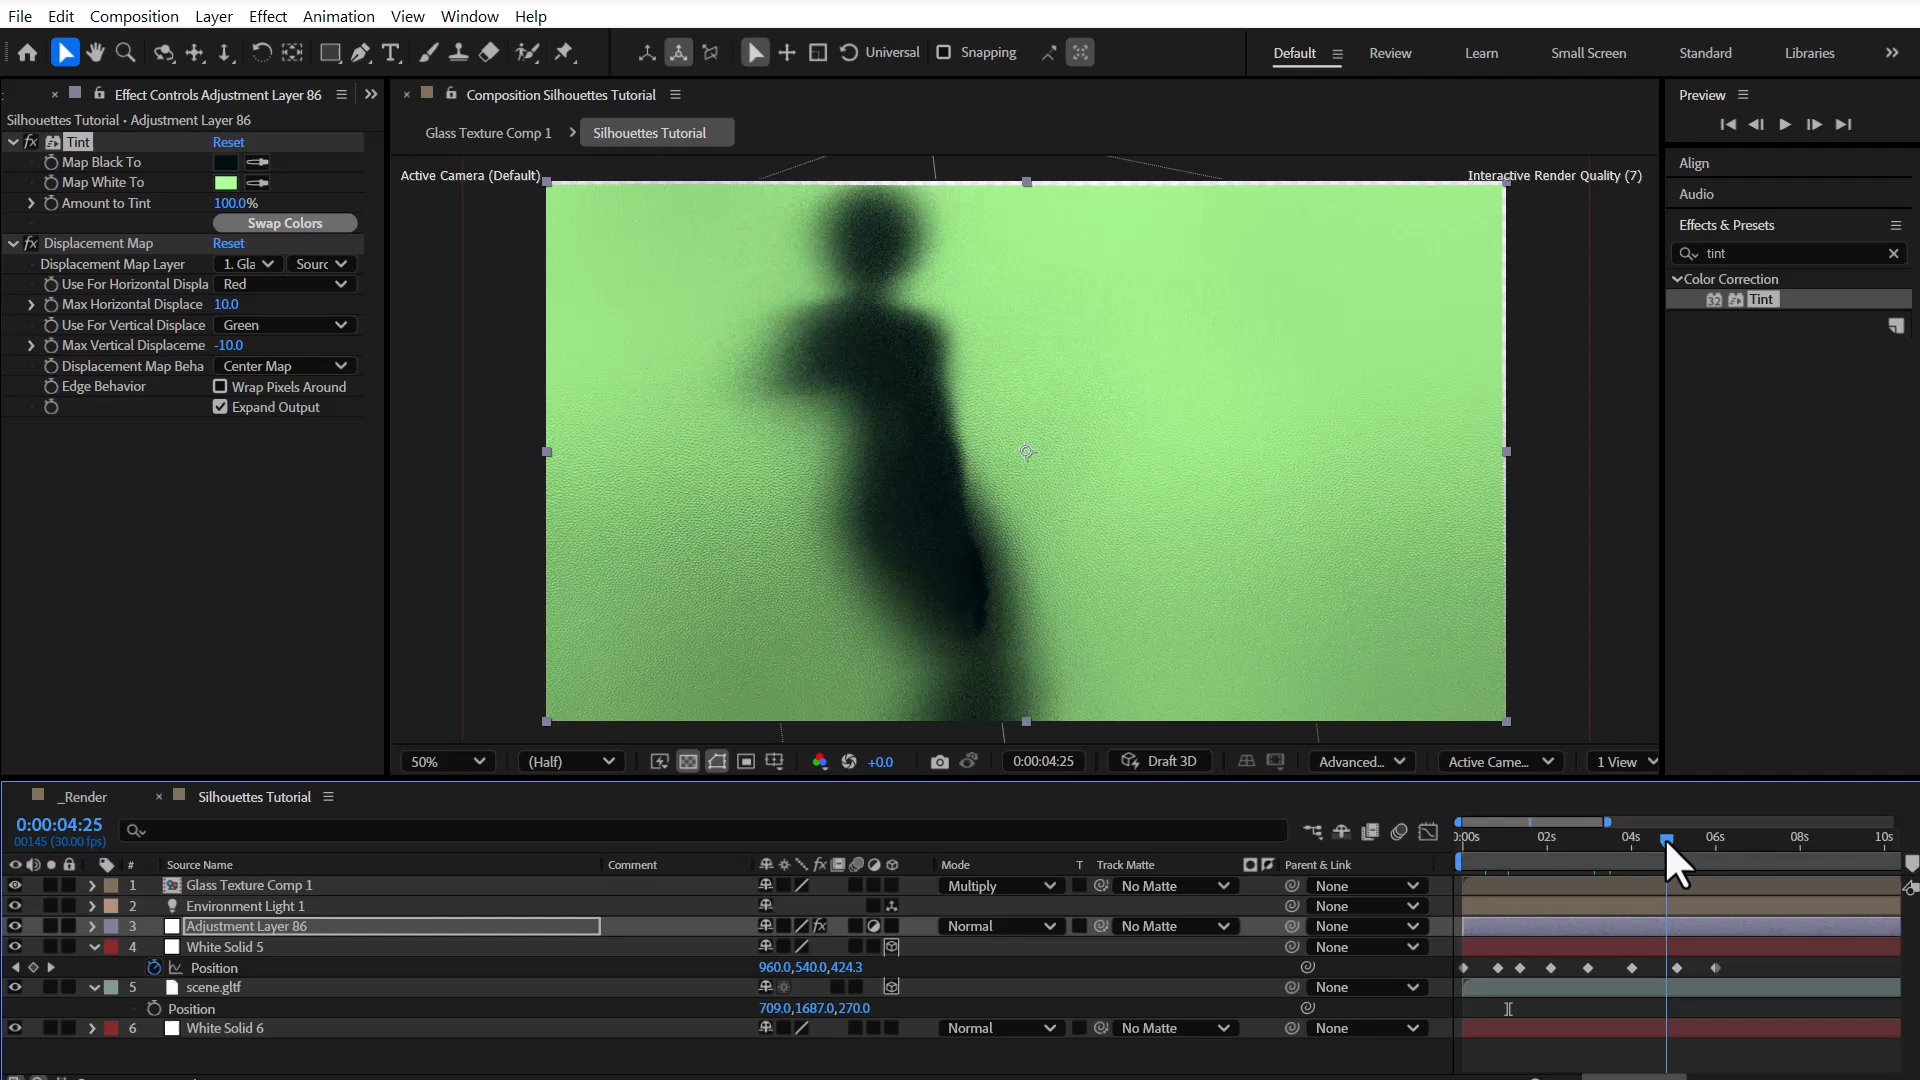 File Edit Composition Layer Effect Animation View Window Help
Universal Snapping Default Review Learn Small Screen Standard Libraries
Effect Controls Adjustment Layer 86
Silhouettes Tutorial • Adjustment Layer 86
fx Tint Reset
Map Black To
Map White To
Amount to Tint 100.0%
Swap Colors
fx Displacement Map Reset
Displacement Map Layer 1. Gla Sourc
Use For Horizontal Displa Red
Max Horizontal Displace 10.0
Use For Vertical Displace Green
Max Vertical Displaceme -10.0
Displacement Map Beha Center Map
Edge Behavior Wrap Pixels Around
Expand Output
Composition Silhouettes Tutorial
Glass Texture Comp 1 Silhouettes Tutorial
Active Camera (Default) Interactive Render Quality (7)
50% (Half) +0.0 0:00:04:25 Draft 3D Advanced... Active Came... 1 View
Preview
Align
Audio
Effects & Presets
tint
Color Correction
32 Tint
_Render Silhouettes Tutorial
0:00:04:25
00145 (30.00 fps)
0:00s 02s 04s 06s 08s 10s
# Source Name Comment fx Mode T Track Matte Parent & Link
1 Glass Texture Comp 1 Multiply No Matte None
2 Environment Light 1 None
3 Adjustment Layer 86 fx Normal No Matte None
4 White Solid 5 None
Position 960.0,540.0,424.3
5 scene.gltf None
Position 709.0,1687.0,270.0
6 White Solid 6 Normal No Matte None